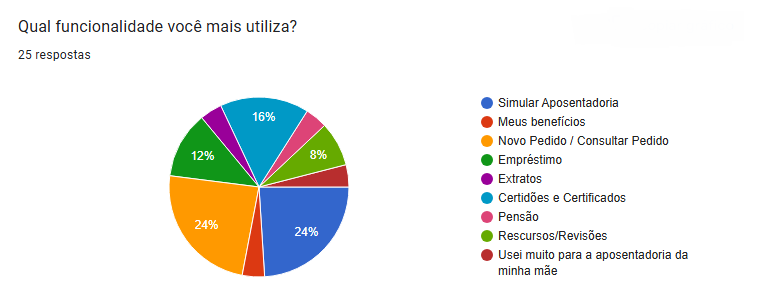 Qual funcionalidade você mais utiliza?
25 respostas
16%
12%
8%
24%
24%
Simular Aposentadoria
Meus benefícios
Novo Pedido / Consultar Pedido
Empréstimo
Extratos
Certidões e Certificados
Pensão
Rescursos/Revisões
Usei muito para a aposentadoria da
minha mãe